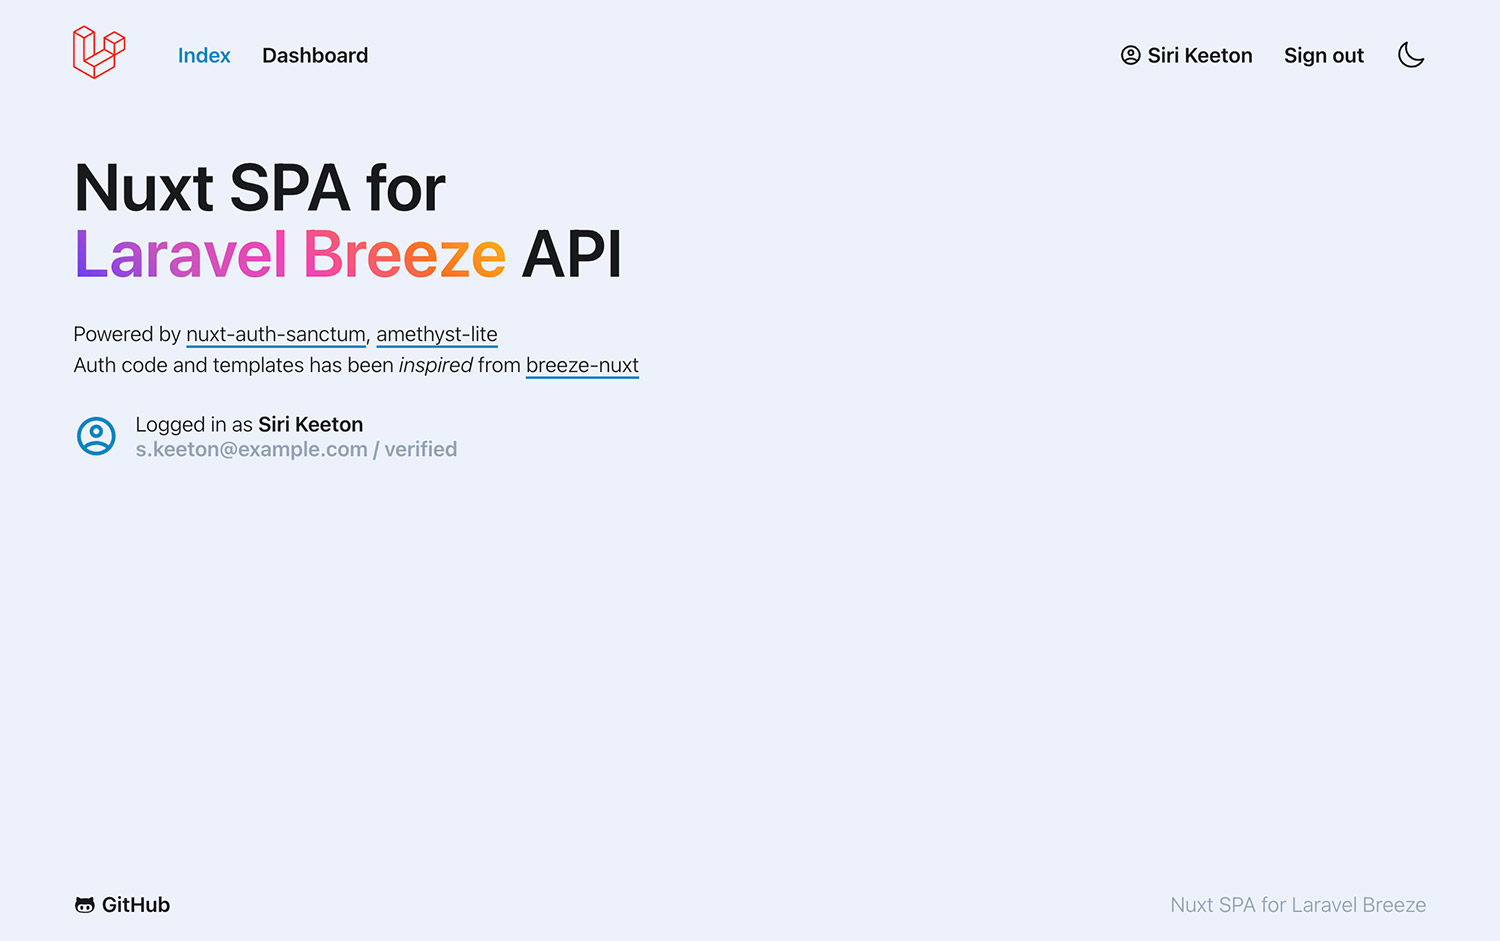 Index Dashboard Siri Keeton Sign out
Nuxt SPA for
Laravel Breeze API
Powered by nuxt-auth-sanctum, amethyst-lite
Auth code and templates has been inspired from breeze-nuxt
Logged in as Siri Keeton
s.keeton@example.com / verified
GitHub Nuxt SPA for Laravel Breeze